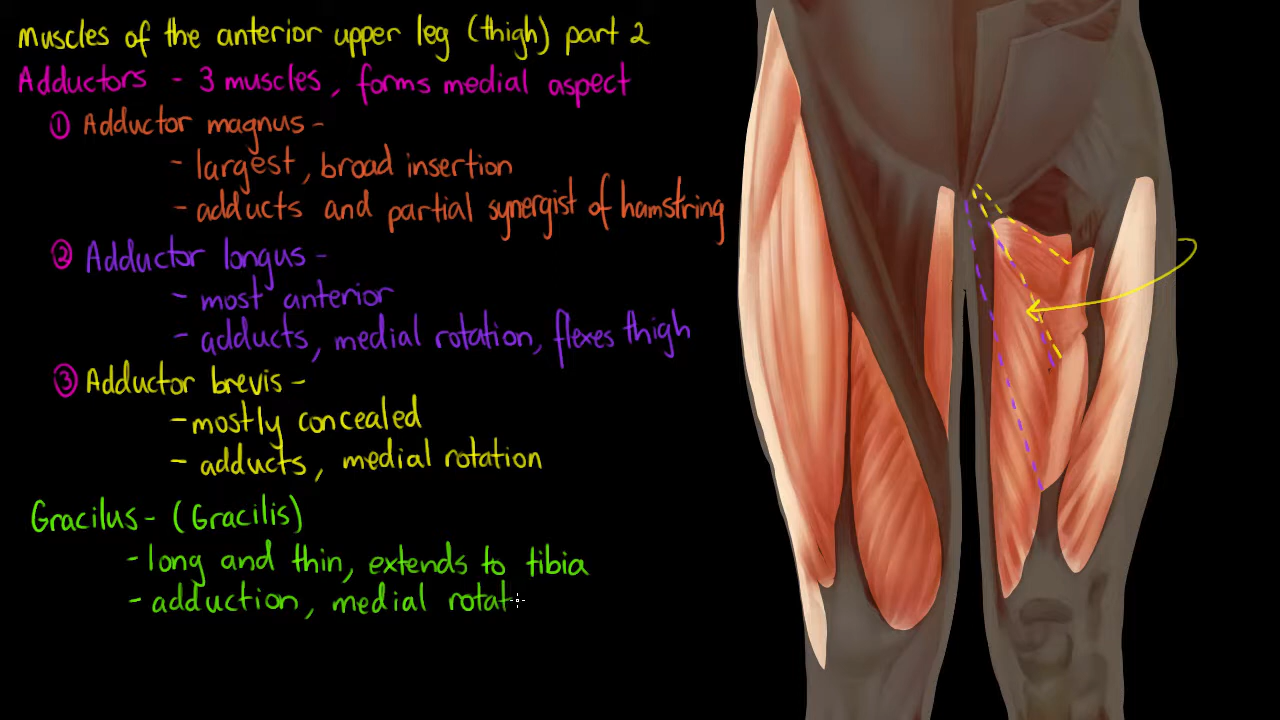 Muscles of the anterior upper leg (thigh) part 2
Adductors - 3 muscles, forms medial aspect
① Adductor magnus -
- largest, broad insertion
- adducts and partial synergist of hamstring
② Adductor longus -
- most anterior
- adducts, medial rotation, flexes thigh
③ Adductor brevis -
- mostly concealed
- adducts, medial rotation
Gracilus - (Gracilis)
- long and thin, extends to tibia
- adduction, medial rotat